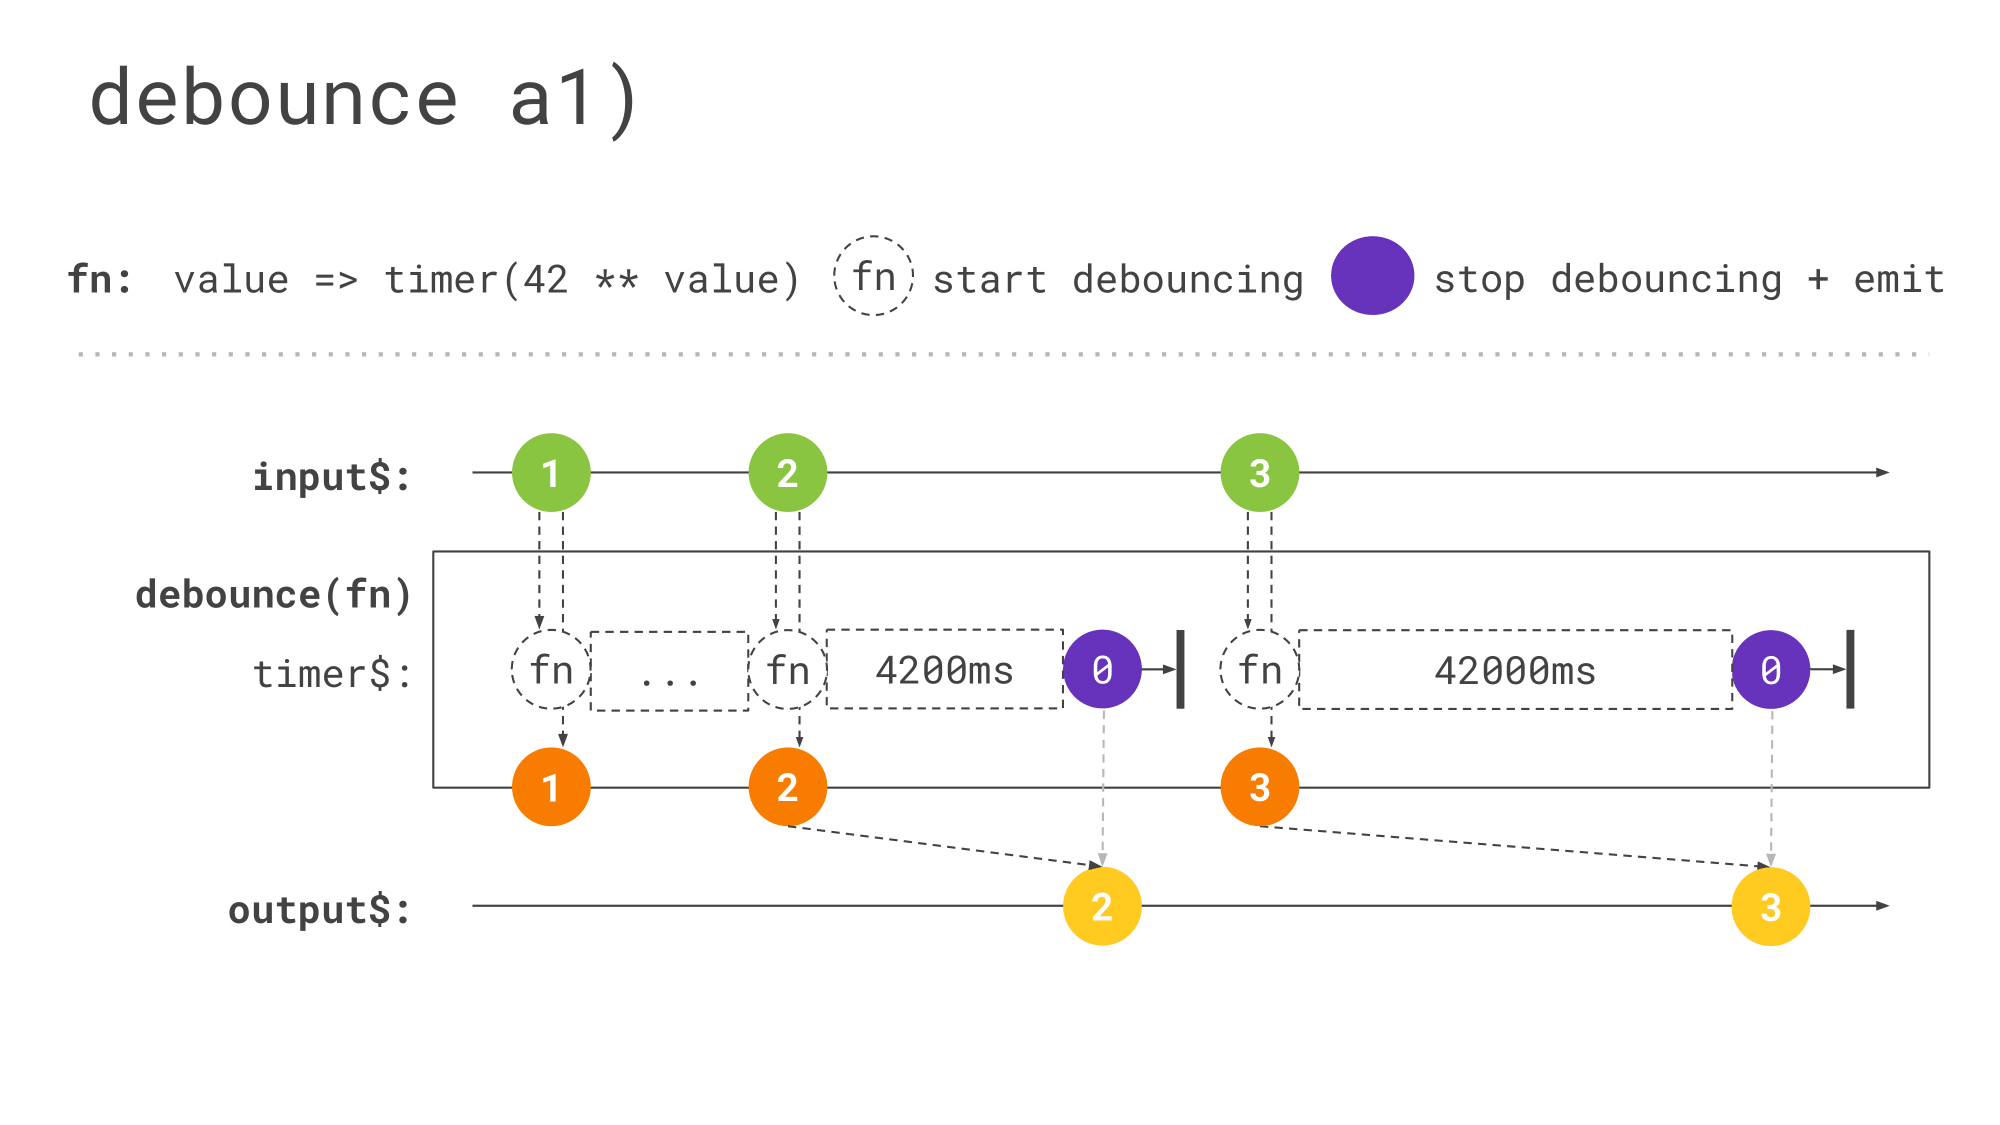 debounce a1)
fn: value => timer(42 ** value) fn start debouncing stop debouncing + emit
input$: 1 2 3
debounce(fn)
timer$: fn ... fn 4200ms 0 fn 42000ms 0
1 2 3
output$: 2 3